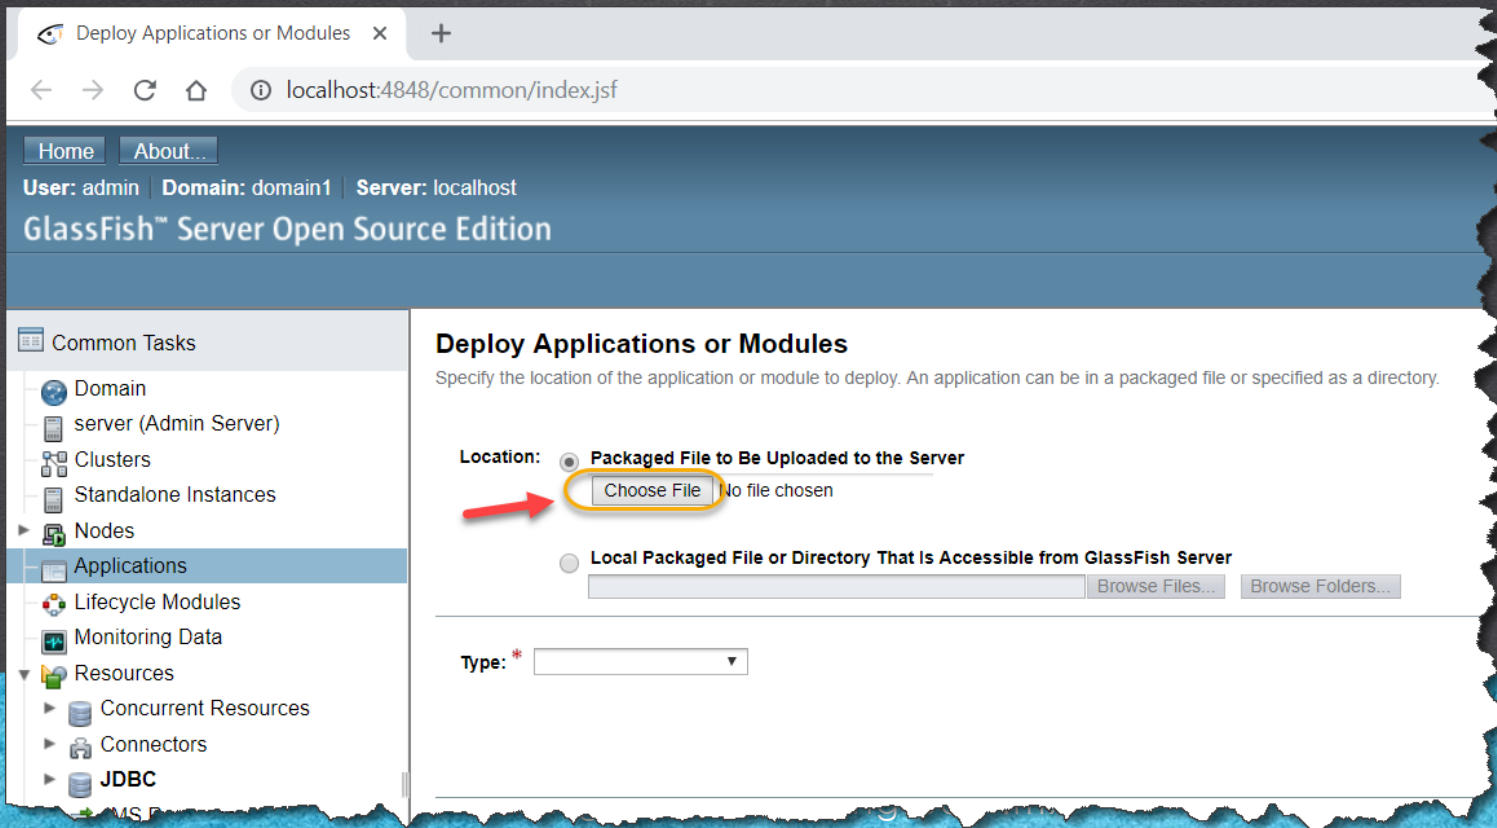 Deploy Applications or Modules
localhost:4848/common/index.jsf
Home About...
User: admin Domain: domain1 Server: localhost
GlassFish™ Server Open Source Edition
Common Tasks
Domain
server (Admin Server)
Clusters
Standalone Instances
Nodes
Applications
Lifecycle Modules
Monitoring Data
Resources
Concurrent Resources
Connectors
JDBC
Deploy Applications or Modules
Specify the location of the application or module to deploy. An application can be in a packaged file or specified as a directory.
Location: Packaged File to Be Uploaded to the Server
Choose File No file chosen
Local Packaged File or Directory That Is Accessible from GlassFish Server
Browse Files... Browse Folders...
Type: *